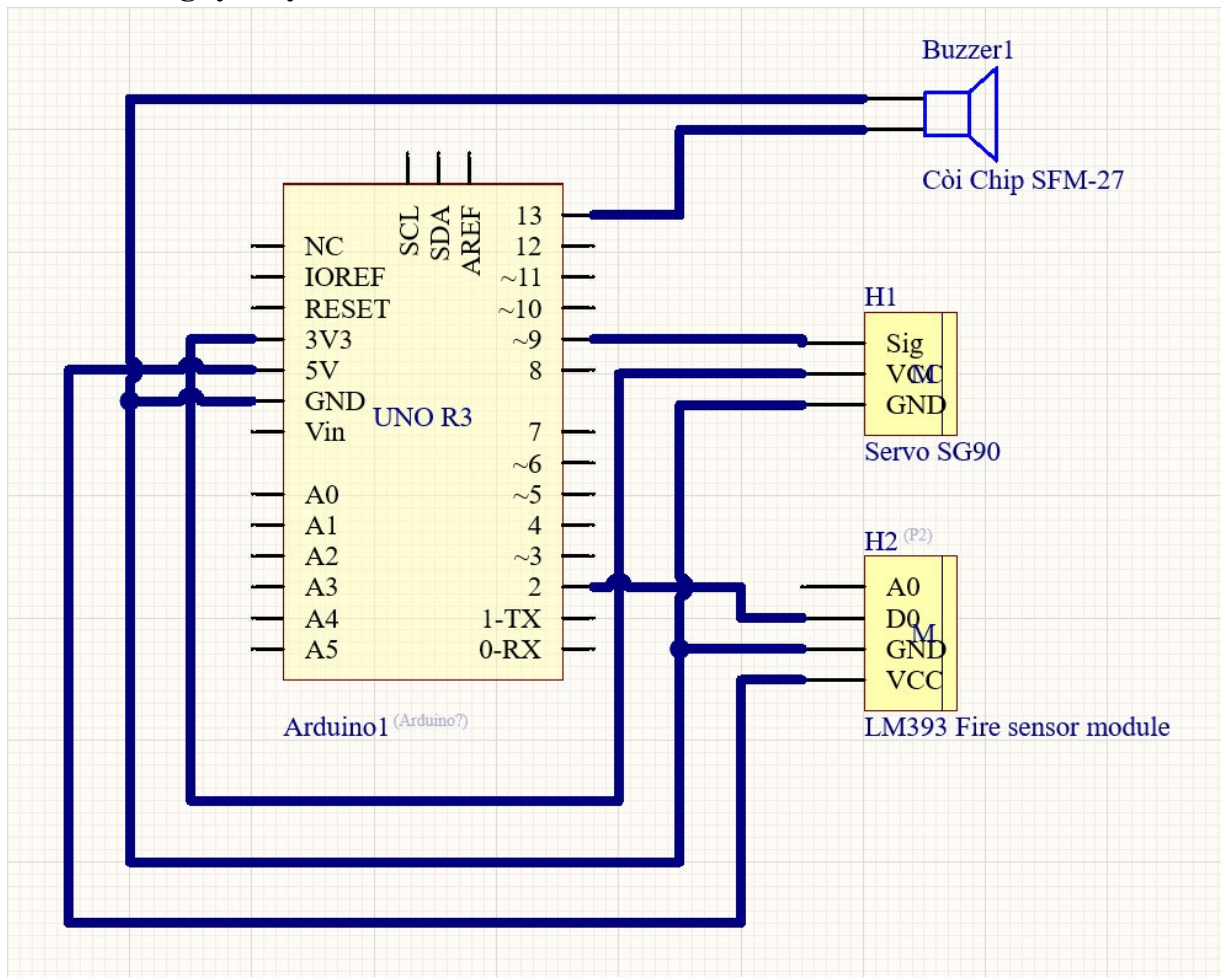 Buzzer1
Còi Chip SFM-27
SCL
SDA
AREF
NC
IOREF
RESET
3V3
5V
GND
Vin
A0
A1
A2
A3
A4
A5
UNO R3
13
12
~11
~10
~9
8
7
~6
~5
4
~3
2
1-TX
0-RX
Arduino1 (Arduino?)
H1
Sig
VCC
M
GND
Servo SG90
H2 (P2)
A0
D0
M
GND
VCC
LM393 Fire sensor module